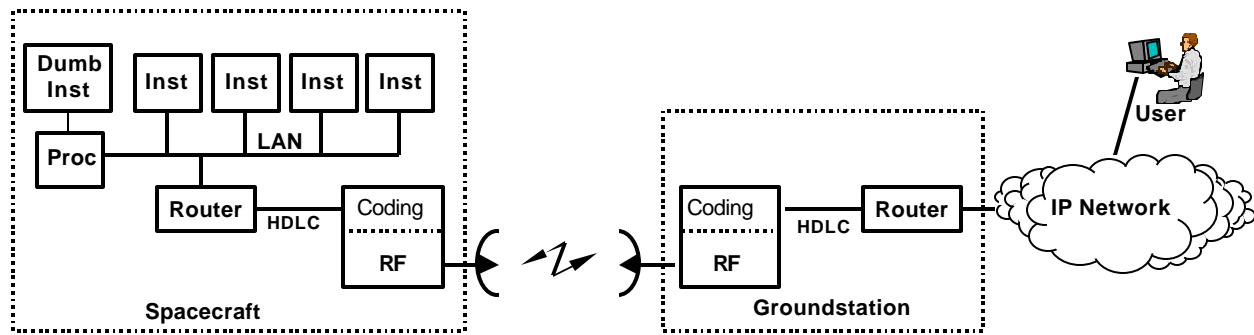 Dumb
Inst
Inst
Inst
Inst
Inst
LAN
Proc
Router
HDLC
Coding
RF
Spacecraft
Coding
RF
HDLC
Router
Groundstation
User
IP Network